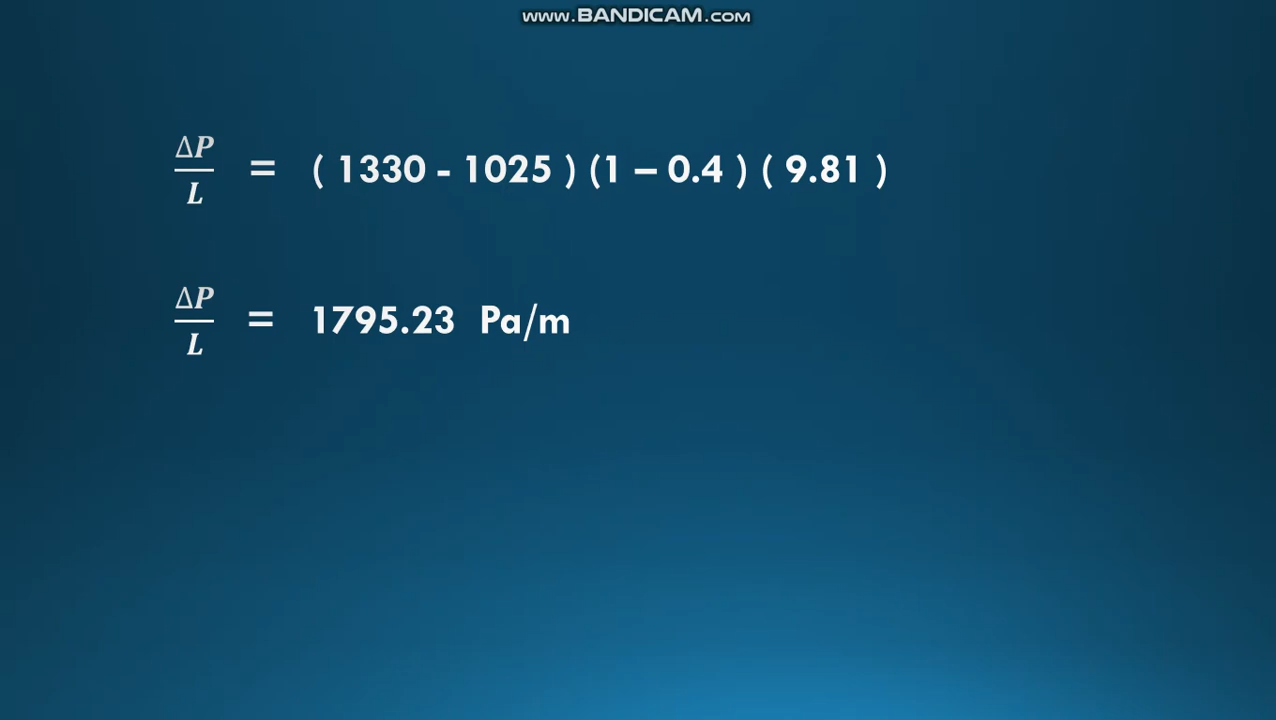 www.BANDICAM.com
ΔP/L = ( 1330 - 1025 ) (1 – 0.4 ) ( 9.81 )
ΔP/L = 1795.23 Pa/m